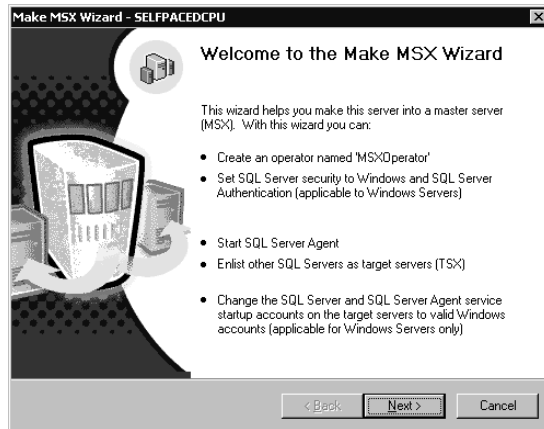 Make MSX Wizard - SELFPACEDCPU
Welcome to the Make MSX Wizard
This wizard helps you make this server into a master server
(MSX). With this wizard you can:
• Create an operator named 'MSXOperator'
• Set SQL Server security to Windows and SQL Server
Authentication (applicable to Windows Servers)
• Start SQL Server Agent
• Enlist other SQL Servers as target servers (TSX)
• Change the SQL Server and SQL Server Agent service
startup accounts on the target servers to valid Windows
accounts (applicable for Windows Servers only)
< Back Next > Cancel